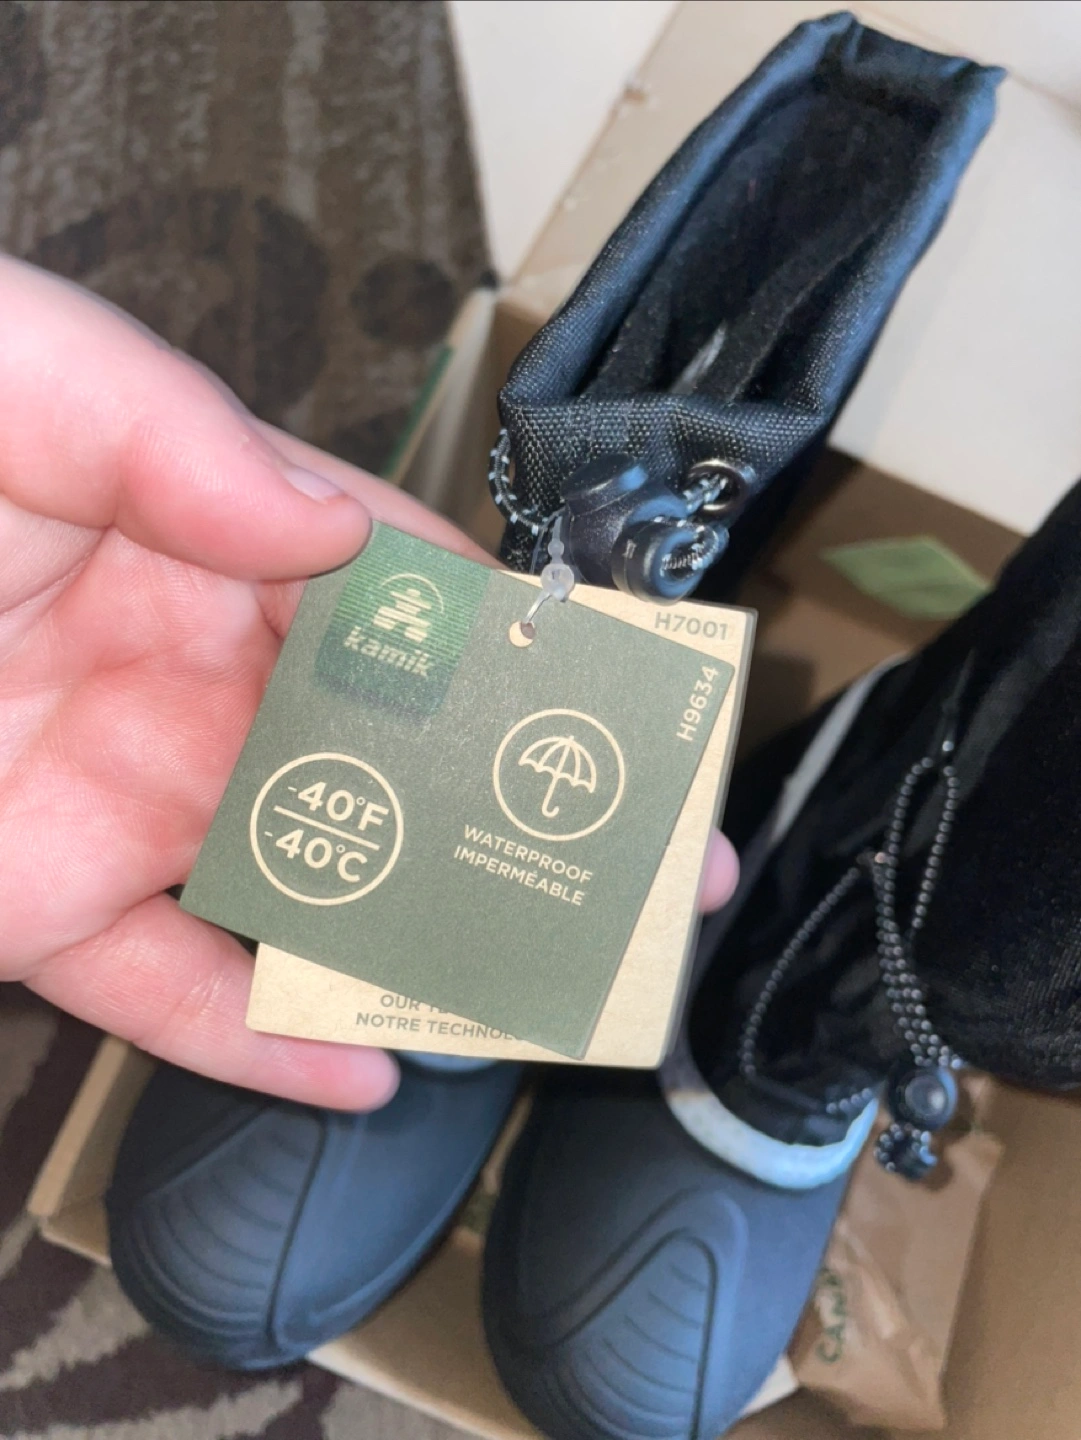 H7001
H9634
kamik
-40°F
-40°C
WATERPROOF
IMPERMÉABLE
OUR
NOTRE